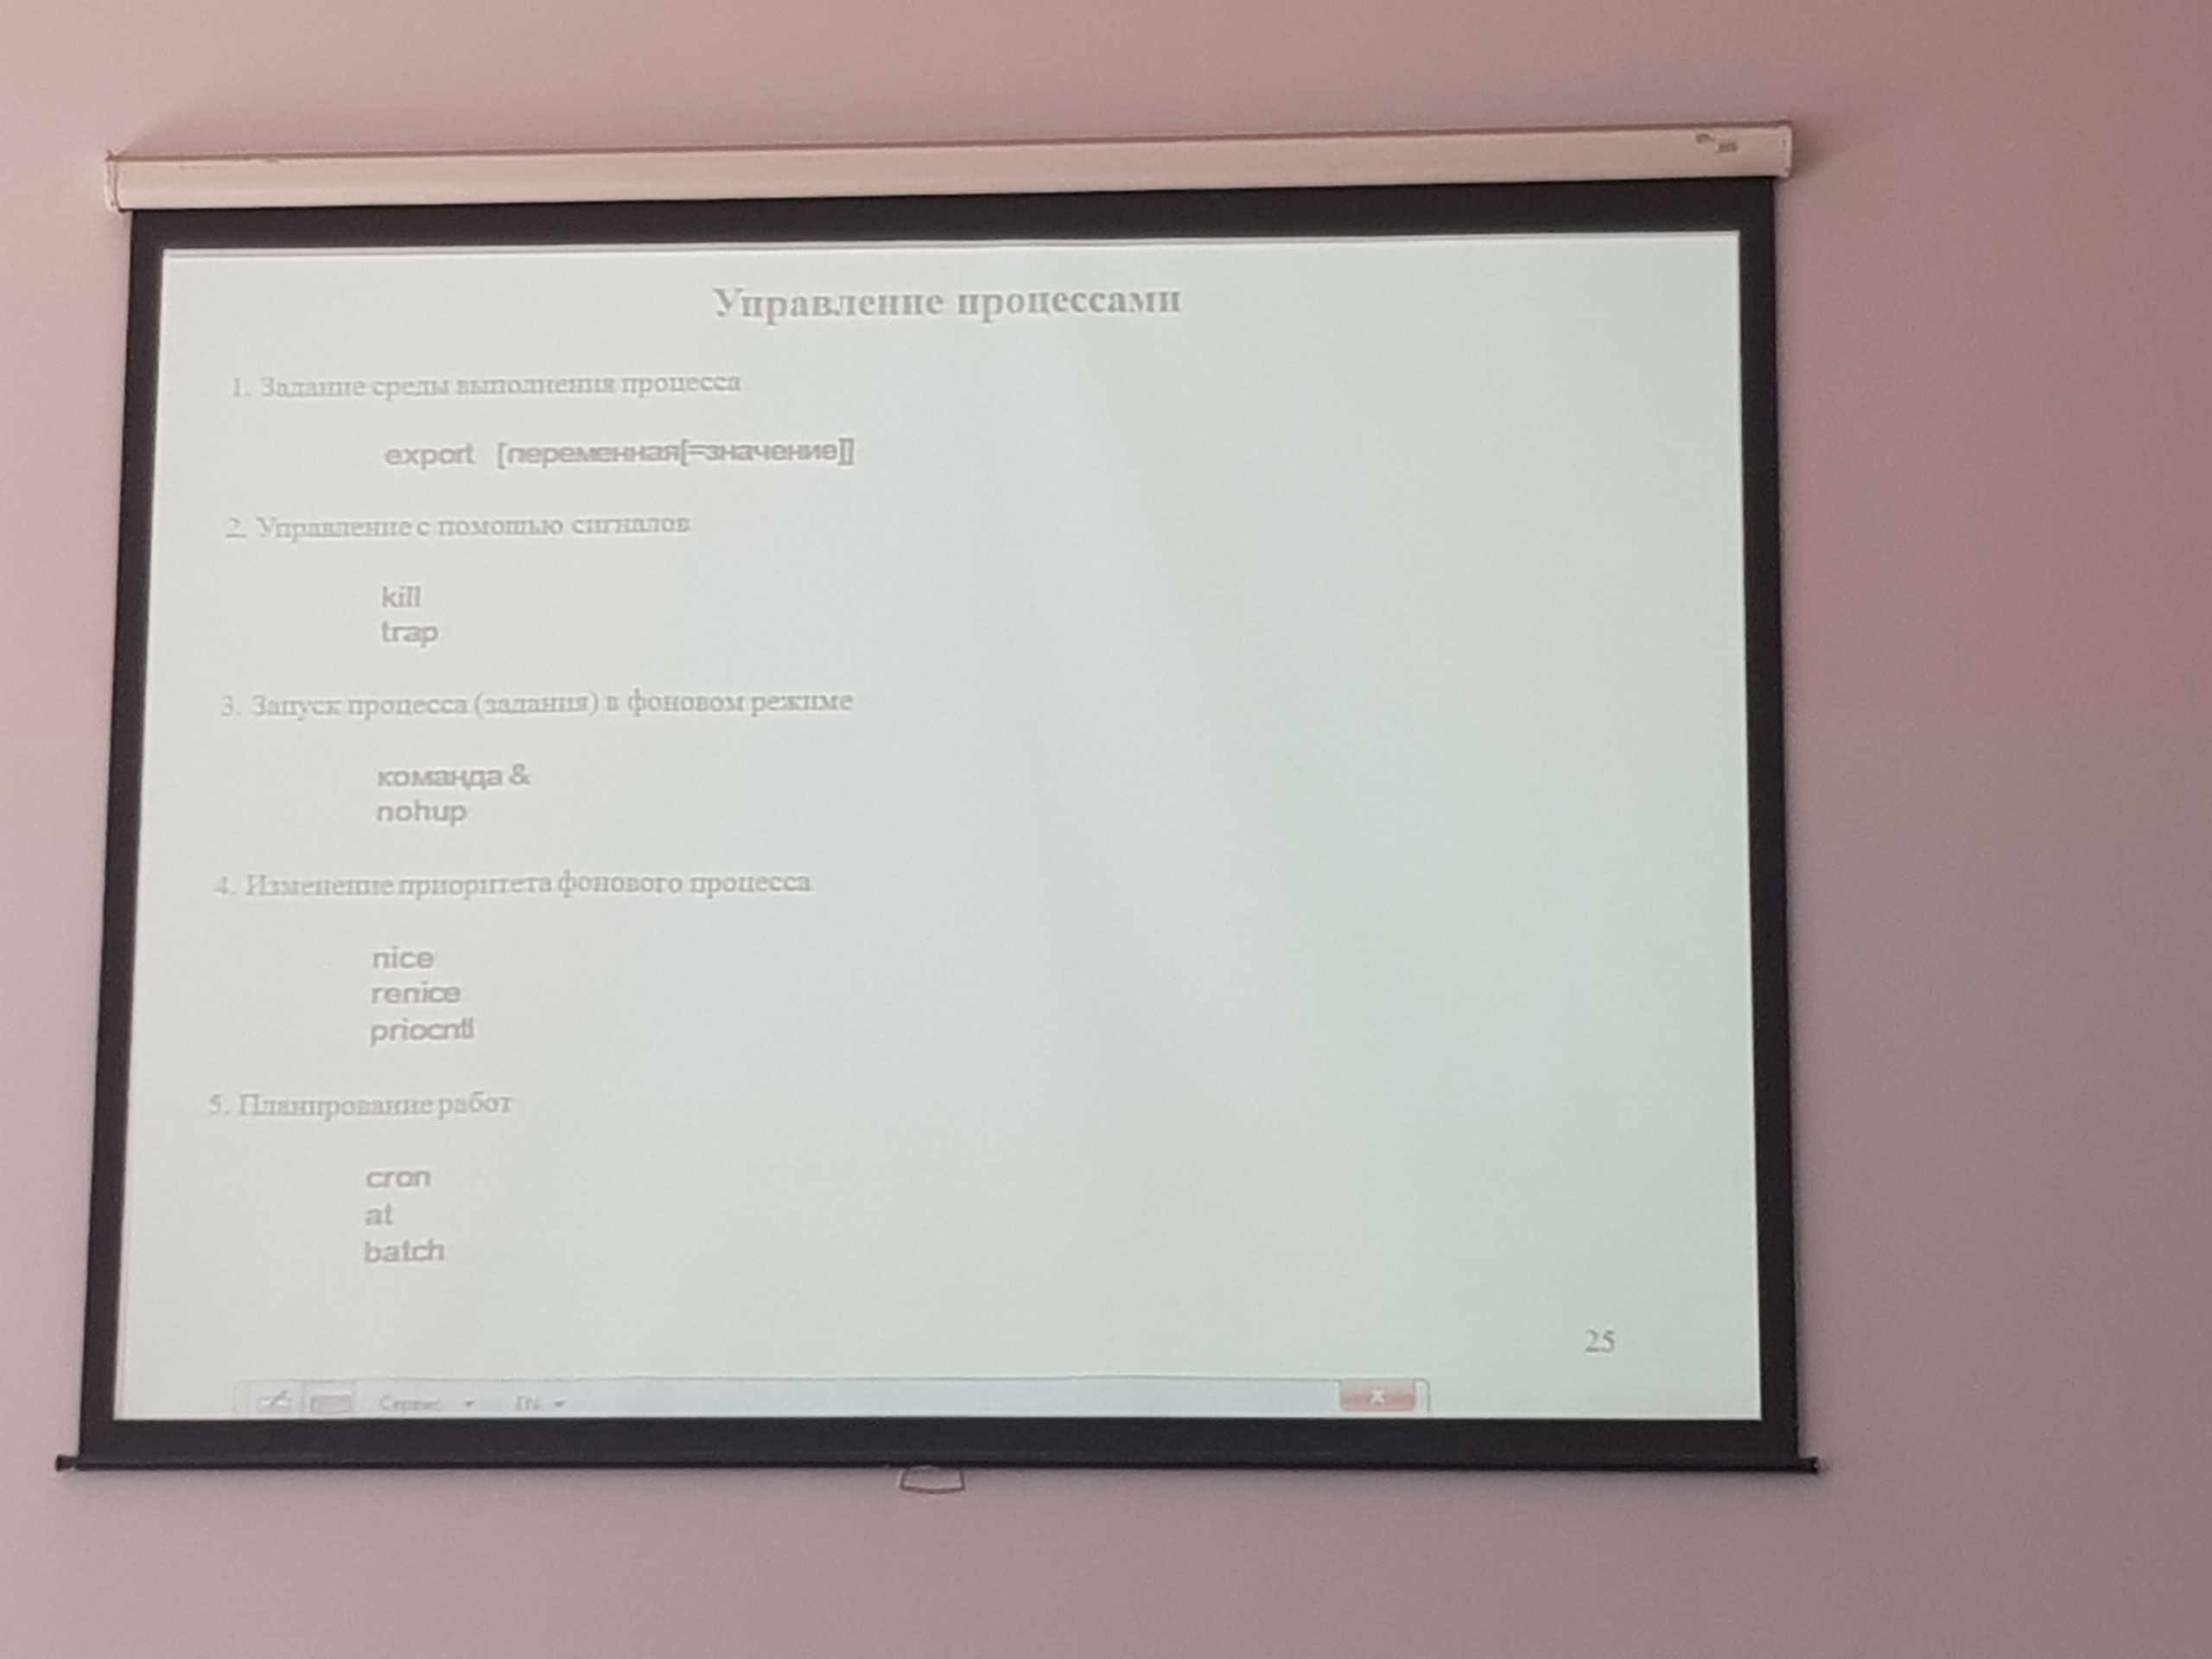 Управление процессами
1. Задание среды выполнения процесса
export [переменная[=значение]]
2. Управление с помощью сигналов
kill
trap
3. Запуск процесса (задания) в фоновом режиме
команда &
nohup
4. Изменение приоритета фонового процесса
nice
renice
priocntl
5. Планирование работ
cron
at
batch
25
Сервис
EN